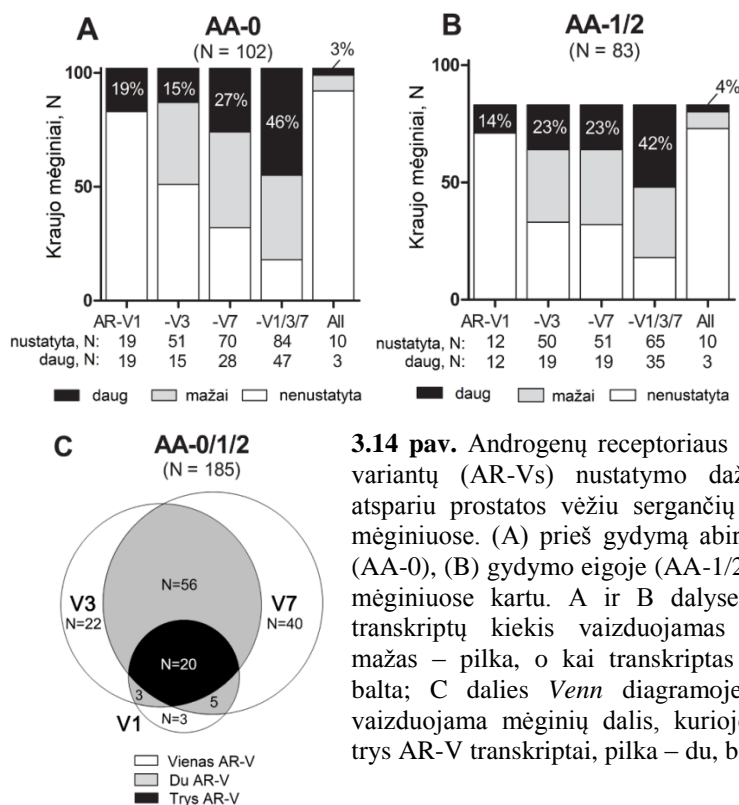 A AA-0 B AA-1/2
(N = 102) 3% (N = 83)
100 19% 15% 27% 46% 100 14% 23% 23% 42% 4%
Kraujo mėginiai, N Kraujo mėginiai, N
50 50
0 0
AR-V1 -V3 -V7 -V1/3/7 All AR-V1 -V3 -V7 -V1/3/7 All
nustatyta, N: 19 51 70 84 10 nustatyta, N: 12 50 51 65 10
daug, N: 19 15 28 47 3 daug, N: 12 19 19 35 3
daug mažai nenustatyta daug mažai nenustatyta
C AA-0/1/2
(N = 185)
N=56
V3 V7
N=22 N=40
N=20
3 5
V1 N=3
Vienas AR-V
Du AR-V
Trys AR-V
3.14 pav. Androgenų receptoriaus
variantų (AR-Vs) nustatymo daž
atspariu prostatos vėžiu sergančių
mėginiuose. (A) prieš gydymą abir
(AA-0), (B) gydymo eigoje (AA-1/2
mėginiuose kartu. A ir B dalyse
transkriptų kiekis vaizduojamas
mažas – pilka, o kai transkriptas
balta; C dalies Venn diagramoje
vaizduojama mėginių dalis, kurioj
trys AR-V transkriptai, pilka – du, b